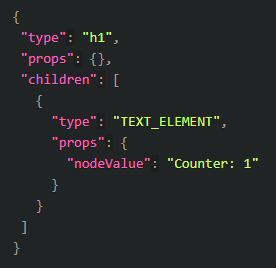 {
"type": "h1",
"props": {},
"children": [
{
"type": "TEXT_ELEMENT",
"props": {
"nodeValue": "Counter: 1"
}
}
]
}